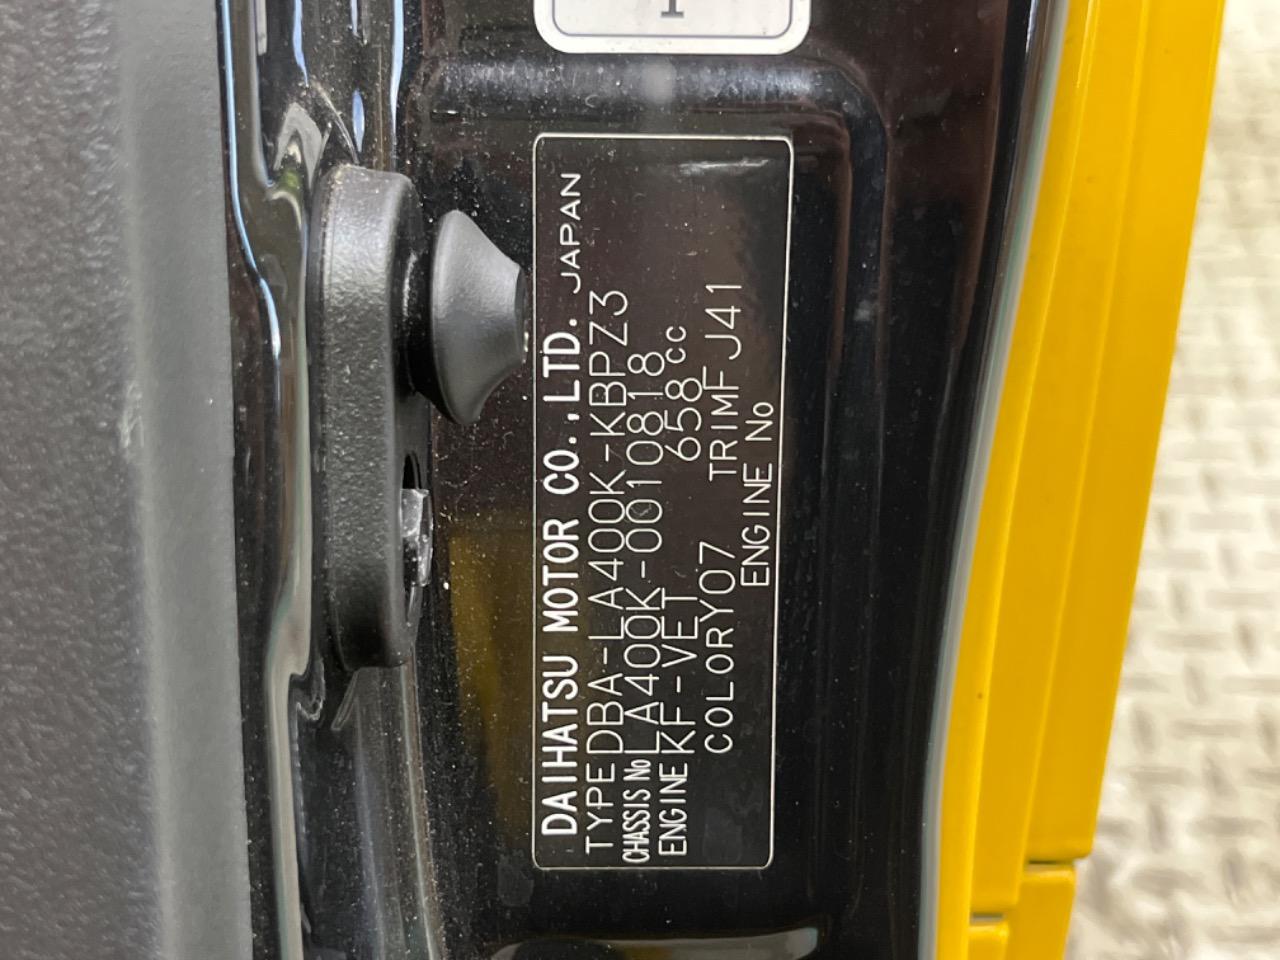 DAIHATSU MOTOR CO.,LTD. JAPAN
TYPE DBA-LA400K-KBPZ3
CHASSIS No LA400K-0010818
ENGINE KF-VET 658cc
COLOR Y07 TRIM FJ41
ENGINE No